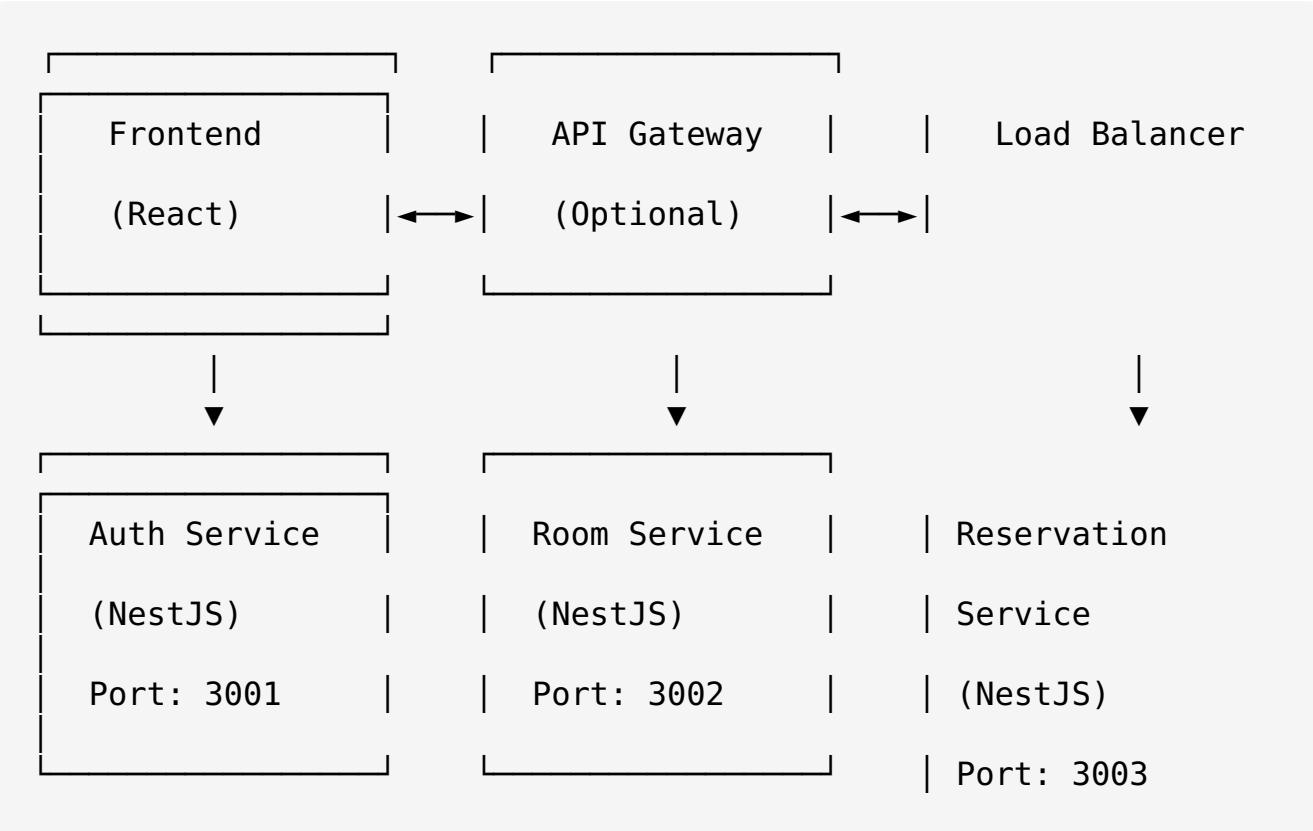 Frontend API Gateway Load Balancer
(React) (Optional)
Auth Service Room Service Reservation
(NestJS) (NestJS) Service
Port: 3001 Port: 3002 (NestJS)
Port: 3003